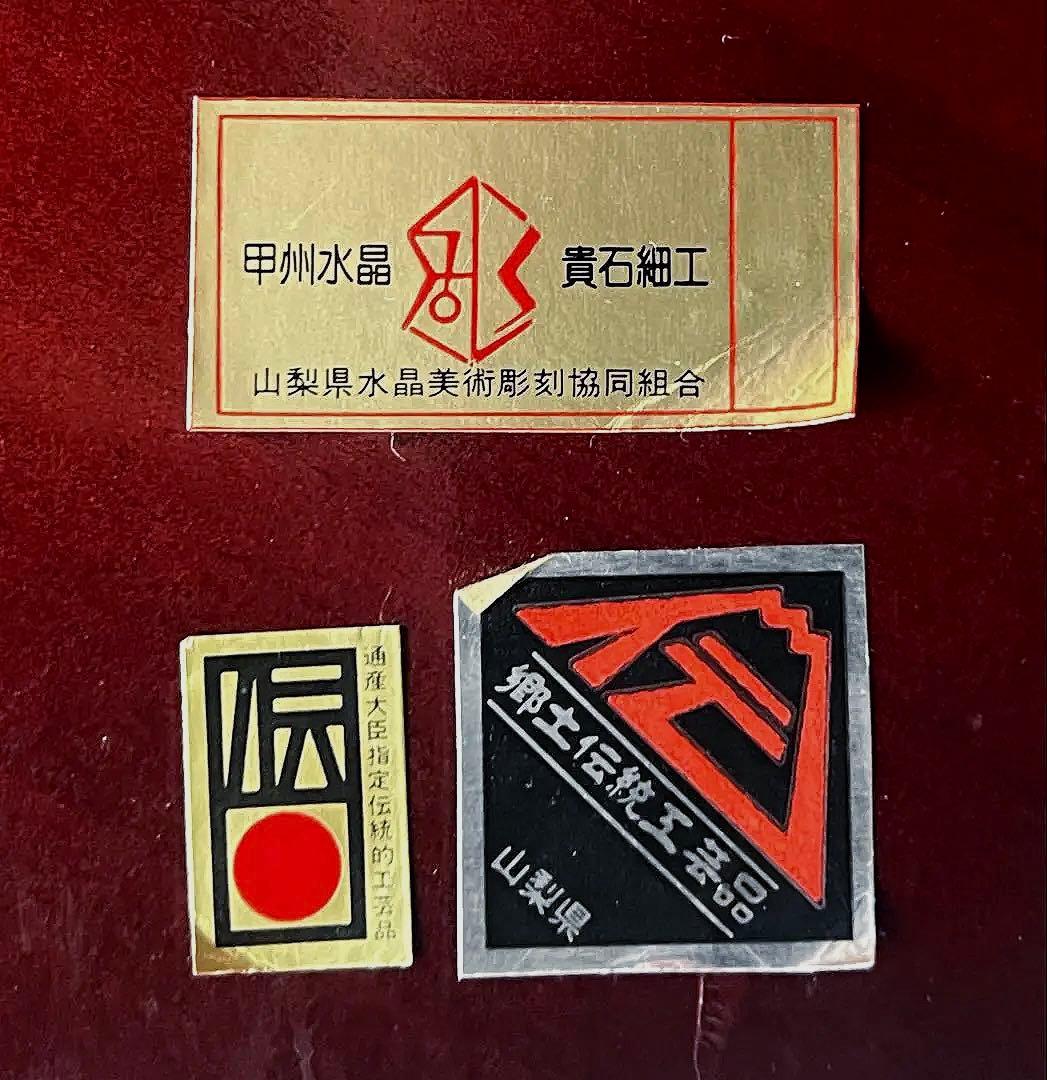 甲州水晶 彫 貴石細工
山梨県水晶美術彫刻協同組合
伝
通産大臣指定伝統的工芸品
郷土伝統工芸品
山梨県